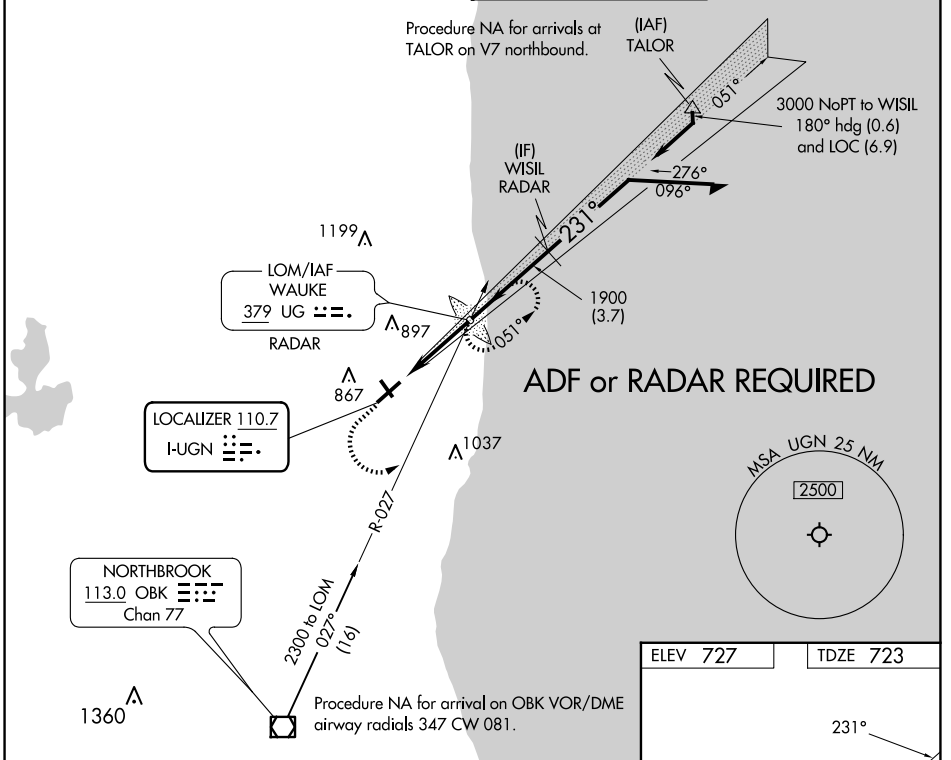 Procedure NA for arrivals at
TALOR on V7 northbound.
(IAF)
TALOR
051°
3000 NoPT to WISIL
180° hdg (0.6)
and LOC (6.9)
(IF)
WISIL
RADAR
276°
096°
231°
1199
LOM/IAF
WAUKE
379 UG
RADAR
897
1900
(3.7)
051°
867
ADF or RADAR REQUIRED
LOCALIZER 110.7
I-UGN
1037
MSA UGN 25 NM
2500
R-027
NORTHBROOK
113.0 OBK
Chan 77
2300 to LOM
027°
(16)
ELEV 727
TDZE 723
1360
Procedure NA for arrival on OBK VOR/DME
airway radials 347 CW 081.
231°